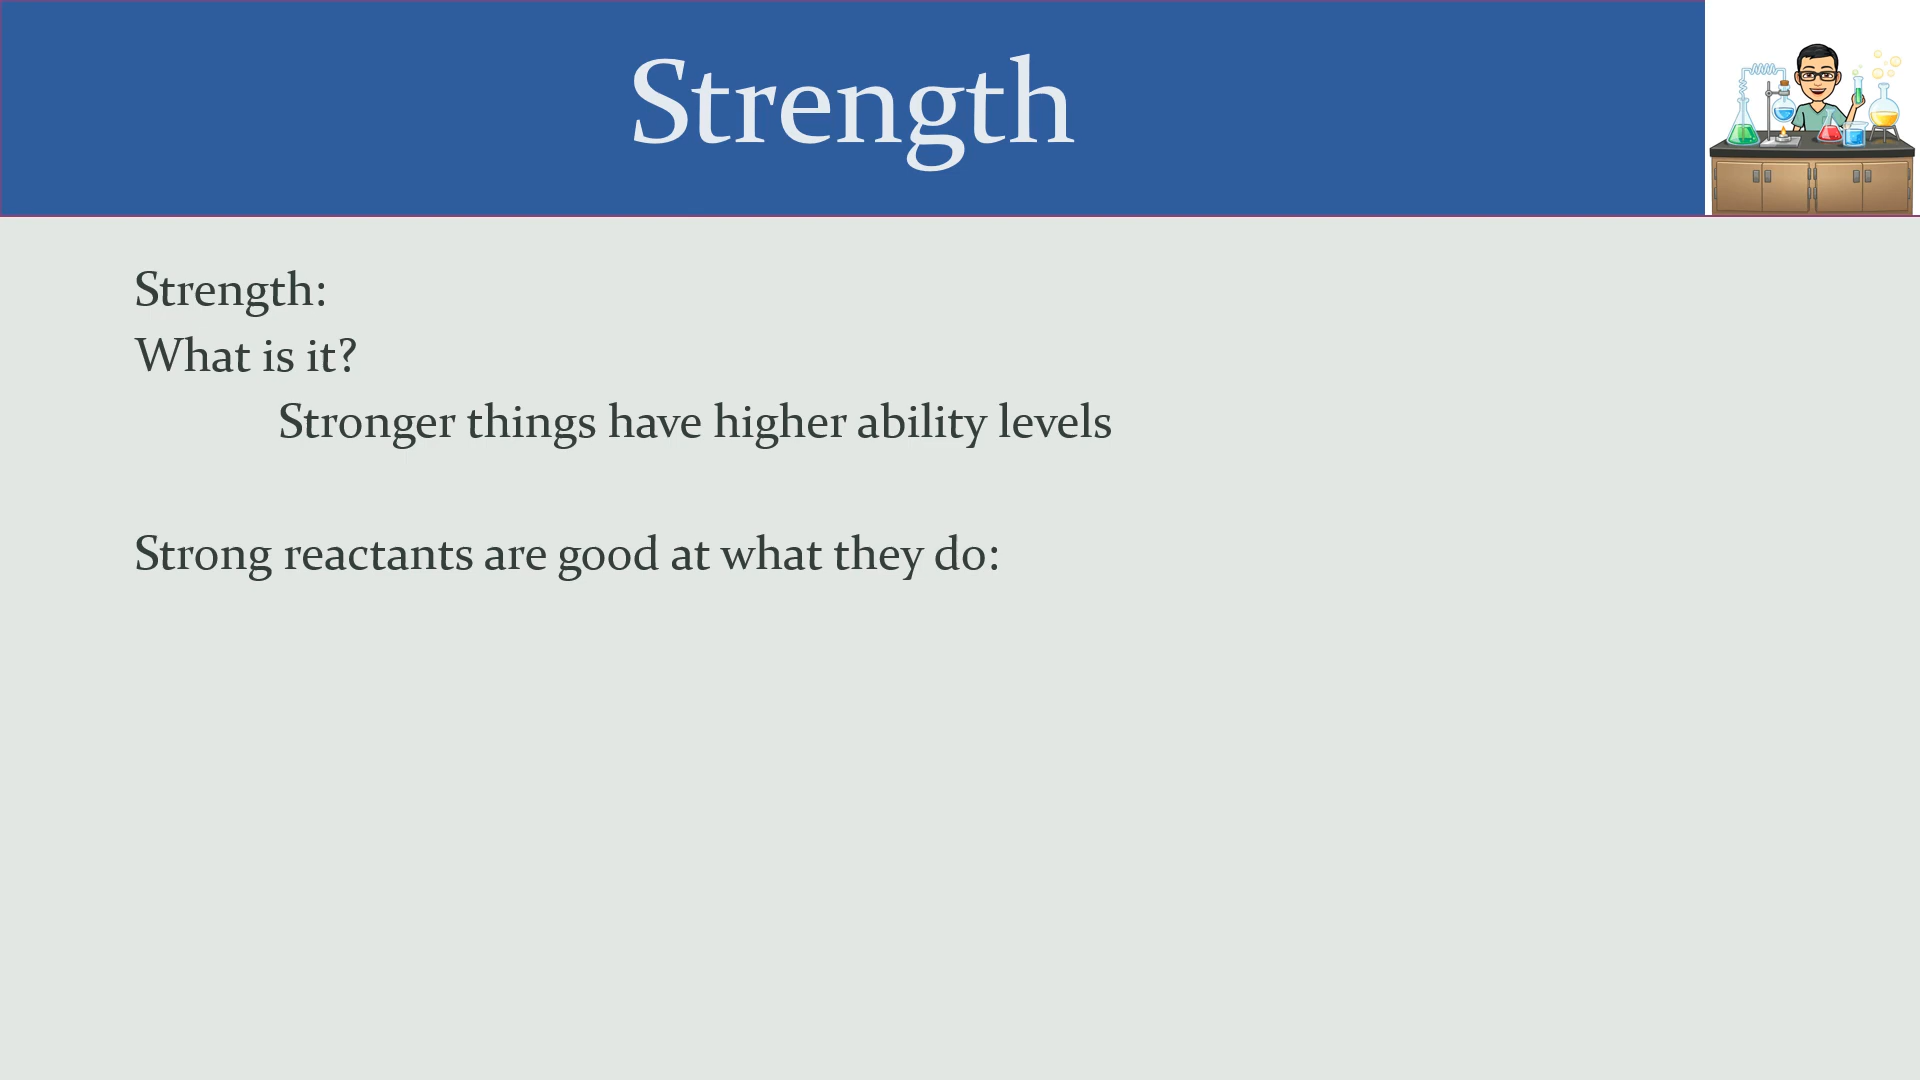 Strength
Strength:
What is it?
Stronger things have higher ability levels
Strong reactants are good at what they do: